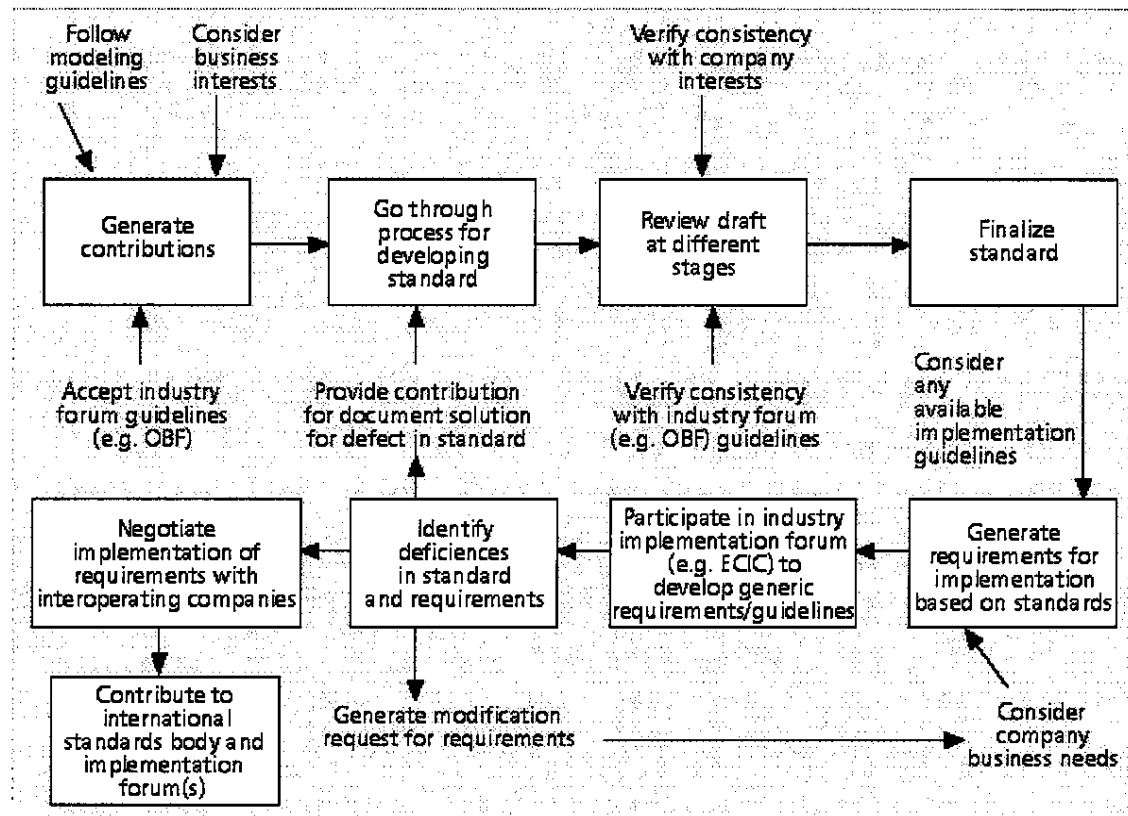 Follow
modeling
guidelines
Consider
business
interests
Verify consistency
with company
interests
Generate
contributions
Go through
process for
developing
standard
Review draft
at different
stages
Finalize
standard
Accept industry
forum guidelines
(e.g. OBF)
Provide contribution
for document solution
for defect in standard
Verify consistency
with industry forum
(e.g. OBF) guidelines
Consider
any
available
implementation
guidelines
Negotiate
implementation of
requirements with
interoperating companies
Identify
deficiences
in standard
and requirements
Participate in industry
implementation forum
(e.g. ECIC) to
develop generic
requirements/guidelines
Generate
requirements for
implementation
based on standards
Contribute to
international
standards body and
implementation
forum(s)
Generate modification
request for requirements
Consider
company
business needs